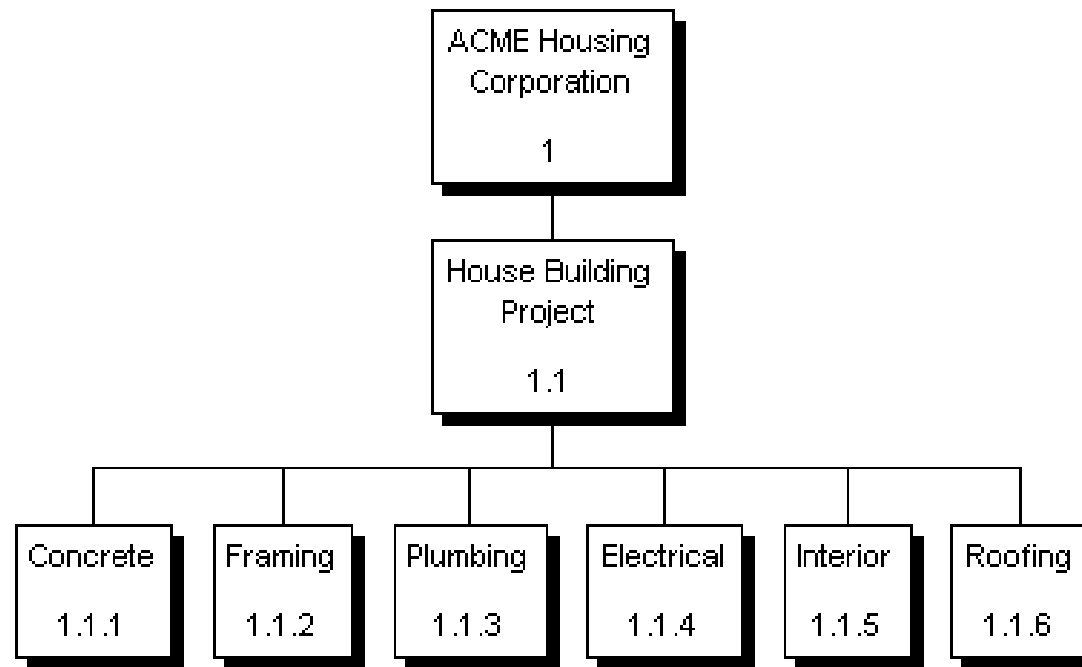 ACME Housing
Corporation
1
House Building
Project
1.1
Concrete
1.1.1
Framing
1.1.2
Plumbing
1.1.3
Electrical
1.1.4
Interior
1.1.5
Roofing
1.1.6